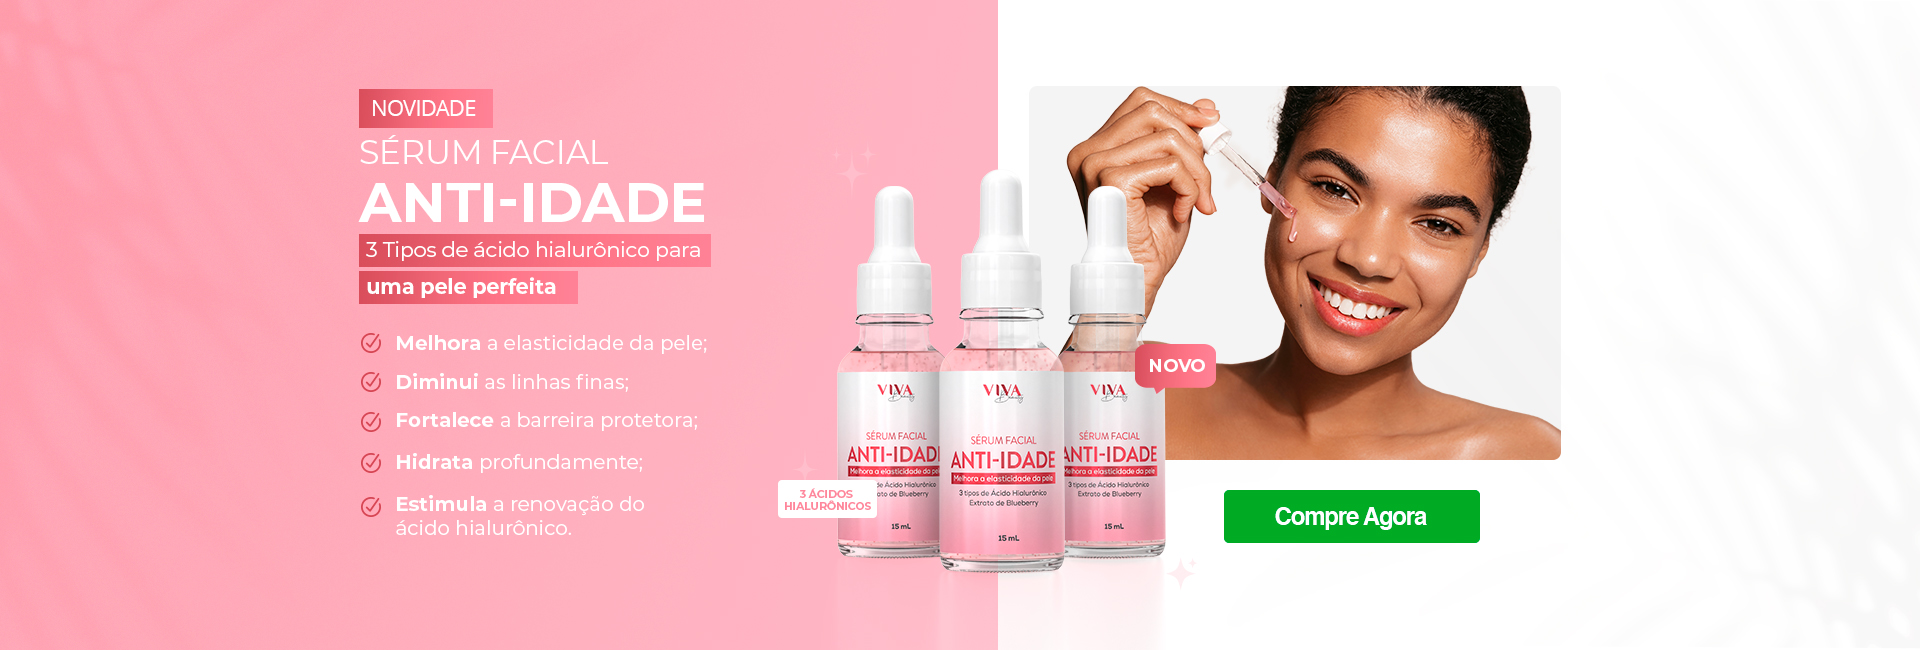 NOVIDADE
SÉRUM FACIAL
ANTI-IDADE
3 Tipos de ácido hialurônico para
uma pele perfeita
Melhora a elasticidade da pele;
Diminui as linhas finas;
Fortalece a barreira protetora;
Hidrata profundamente;
Estimula a renovação do
ácido hialurônico.
3 ÁCIDOS
HIALURÔNICOS
VIVA
Beauty
SÉRUM FACIAL
ANTI-IDADE
Melhora a elasticidade da pele
de Ácido Hialurônico
de Blueberry
15 mL
VIVA
Beauty
SÉRUM FACIAL
ANTI-IDADE
Melhora a elasticidade da pele
3 tipos de Ácido Hialurônico
Extrato de Blueberry
15 mL
VIVA
Beauty
SÉRUM FACIAL
ANTI-IDADE
Melhora a elasticidade da pele
3 tipos de Ácido Hialurônico
Extrato de Blueberry
15 mL
NOVO
Compre Agora